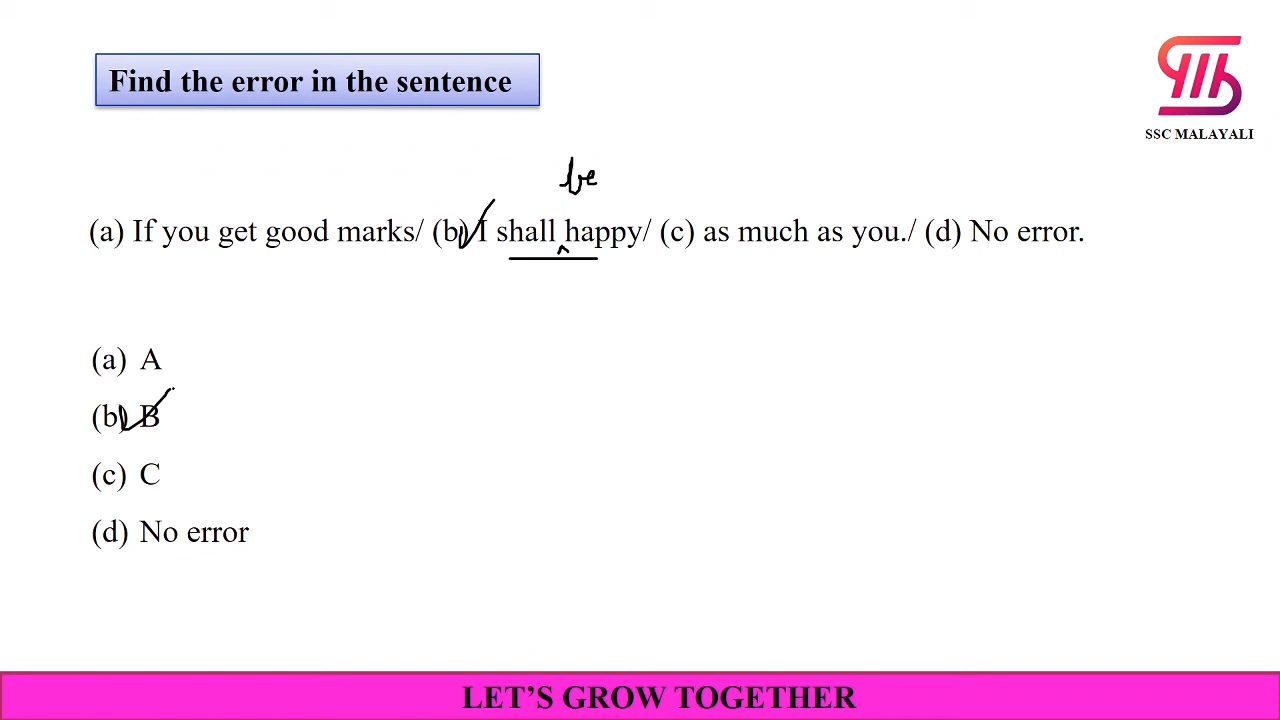 Find the error in the sentence
SSC MALAYALI
be
(a) If you get good marks/ (b) I shall happy/ (c) as much as you./ (d) No error.
(a) A
(b) B
(c) C
(d) No error
LET'S GROW TOGETHER